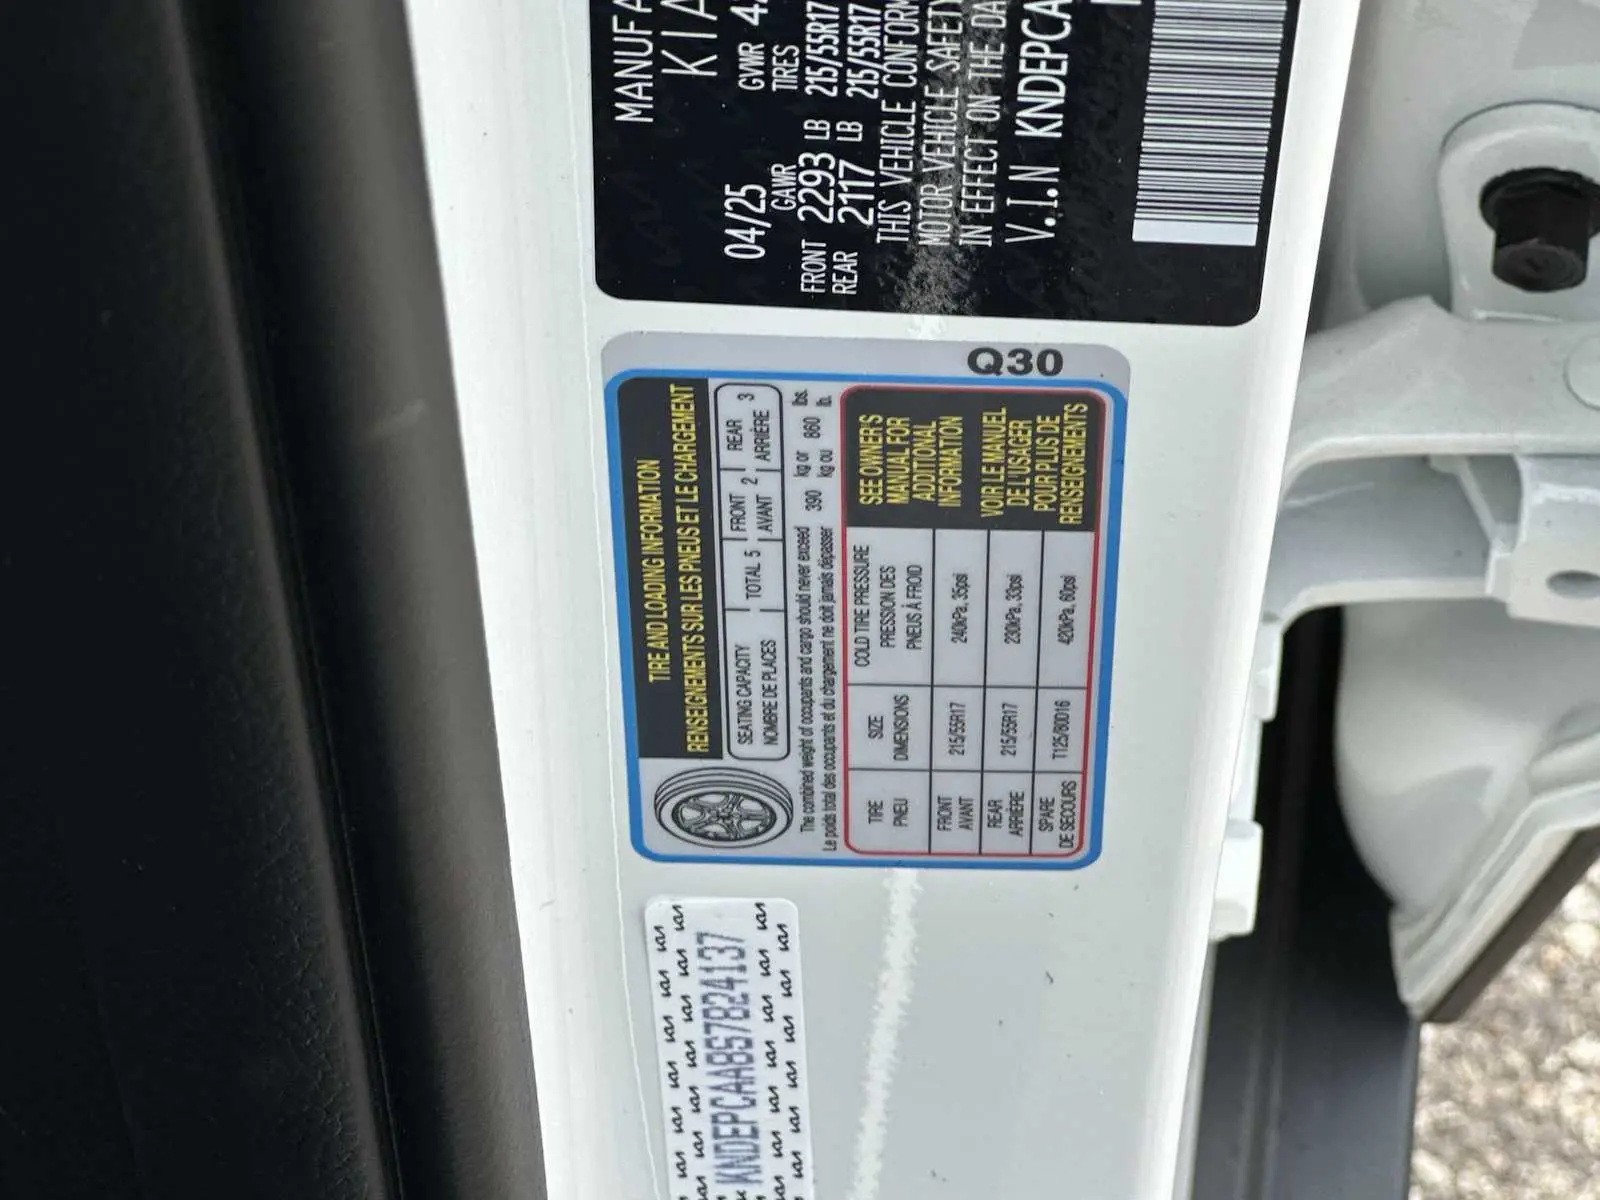 MANUFA
KIA
04/25
GVWR 4
GAWR
TIRES
FRONT 2293 LB 215/55R17
REAR 2117 LB 215/55R17
THIS VEHICLE CONFORM
MOTOR VEHICLE SAFETY
IN EFFECT ON THE DA
V.I.N KNDEPCA
Q30
TIRE AND LOADING INFORMATION
RENSEIGNEMENTS SUR LES PNEUS ET LE CHARGEMENT
SEATING CAPACITY
NOMBRE DE PLACES
TOTAL 5
FRONT
AVANT
2
REAR
ARRIÈRE
3
The combined weight of occupants and cargo should never exceed 390 kg or 860 lbs.
Le poids total des occupants et du chargement ne doit jamais dépasser kg ou lb.
TIRE
PNEU
SIZE
DIMENSIONS
COLD TIRE PRESSURE
PRESSION DES
PNEUS À FROID
FRONT
AVANT
215/55R17
240kPa, 35psi
REAR
ARRIÈRE
215/55R17
230kPa, 33psi
SPARE
DE SECOURS
T125/80D16
420kPa, 60psi
SEE OWNER'S
MANUAL FOR
ADDITIONAL
INFORMATION
VOIR LE MANUEL
DE L'USAGER
POUR PLUS DE
RENSEIGNEMENTS
KNDEPCAA8S7824137